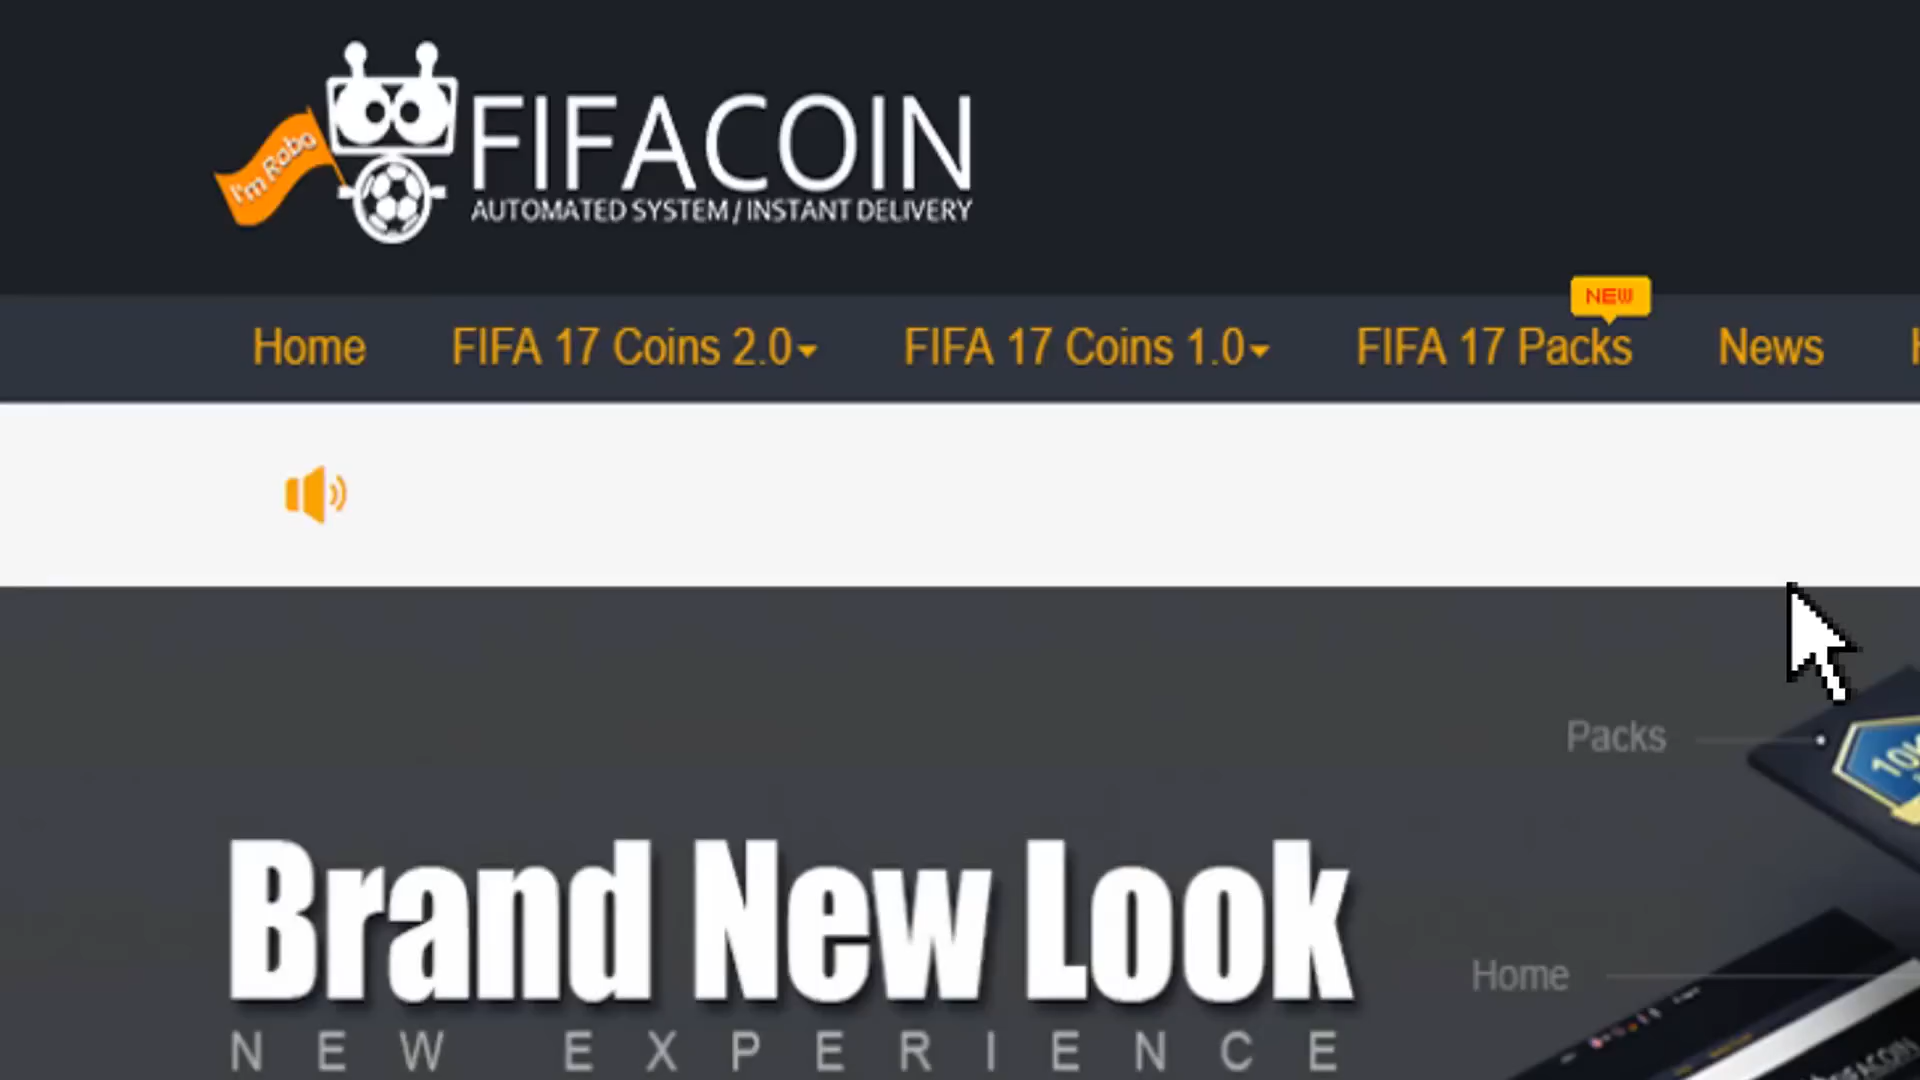 I'm Robo
FIFACOIN
AUTOMATED SYSTEM / INSTANT DELIVERY
NEW
Home FIFA 17 Coins 2.0 FIFA 17 Coins 1.0 FIFA 17 Packs News
Packs
10K
Brand New Look
Home
NEW EXPERIENCE